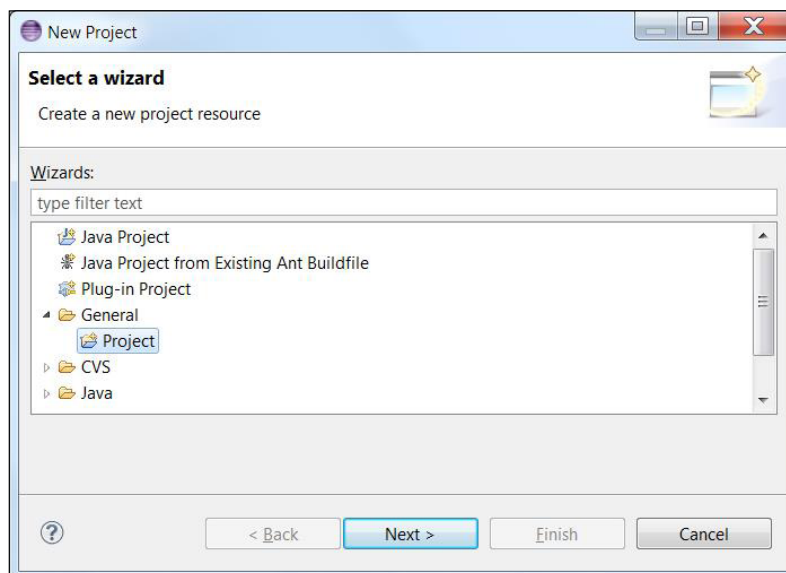 New Project
Select a wizard
Create a new project resource
Wizards:
type filter text
Java Project
Java Project from Existing Ant Buildfile
Plug-in Project
General
Project
CVS
Java
? < Back Next > Finish Cancel